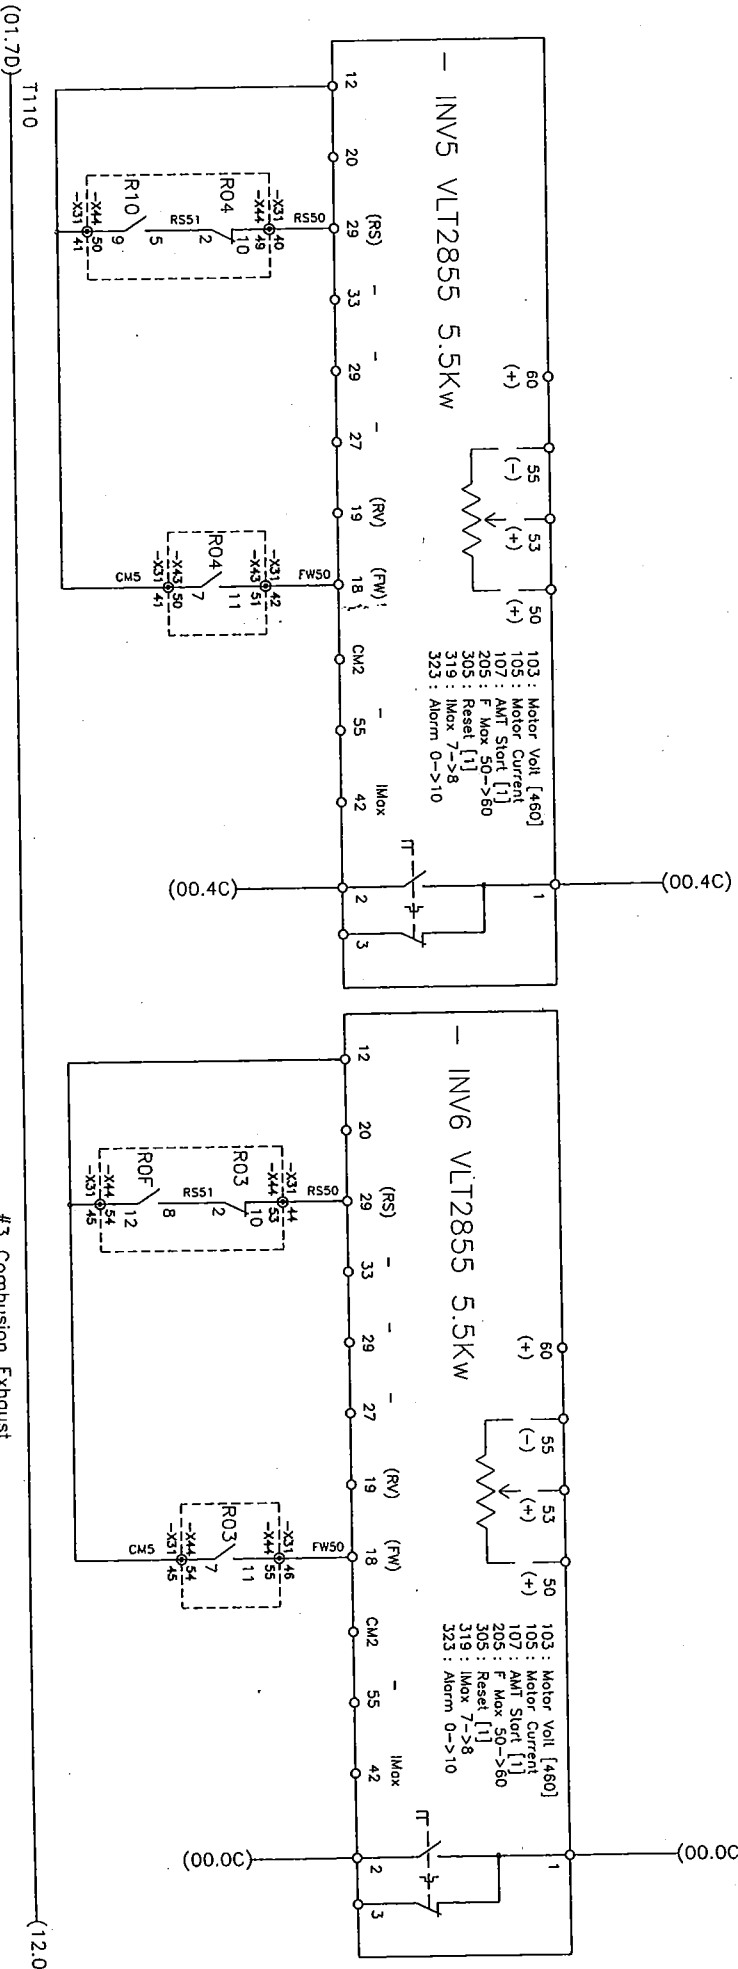 (01.7D)
T110
- INV5 VLT2855 5.5Kw
60
(+)
55
(-)
53
(+)
50
(+)
103 : Motor Volt [460]
105 : Motor Current
107 : AMT Start [1]
205 : F Max 50->60
305 : Reset [1]
319 : IMax 7->8
323 : Alarm 0->10
12
20
29
(RS)
33
-
29
-
27
-
19
(RV)
18
(FW)
CM2
55
-
42
IMax
1
2
3
(00.4C)
(00.4C)
RS50
-X31 40
-X44 49
R04
10
2
RS51
R10
5
9
-X44 50
-X31 41
FW50
-X31 42
-X43 51
R04
11
7
-X43 50
-X31 41
CM5
- INV6 VLT2855 5.5Kw
60
(+)
55
(-)
53
(+)
50
(+)
103 : Motor Volt [460]
105 : Motor Current
107 : AMT Start [1]
205 : F Max 50->60
305 : Reset [1]
319 : IMax 7->8
323 : Alarm 0->10
12
20
29
(RS)
33
-
29
-
27
-
19
(RV)
18
(FW)
CM2
55
-
42
IMax
1
2
3
(00.0C)
(00.0C
RS50
-X31 44
-X44 53
R03
10
2
RS51
R0F
8
12
-X44 54
-X31 45
FW50
-X31 46
-X44 55
R03
11
7
-X44 54
-X31 45
CM5
(12.0
#3 Combusion Exhaust